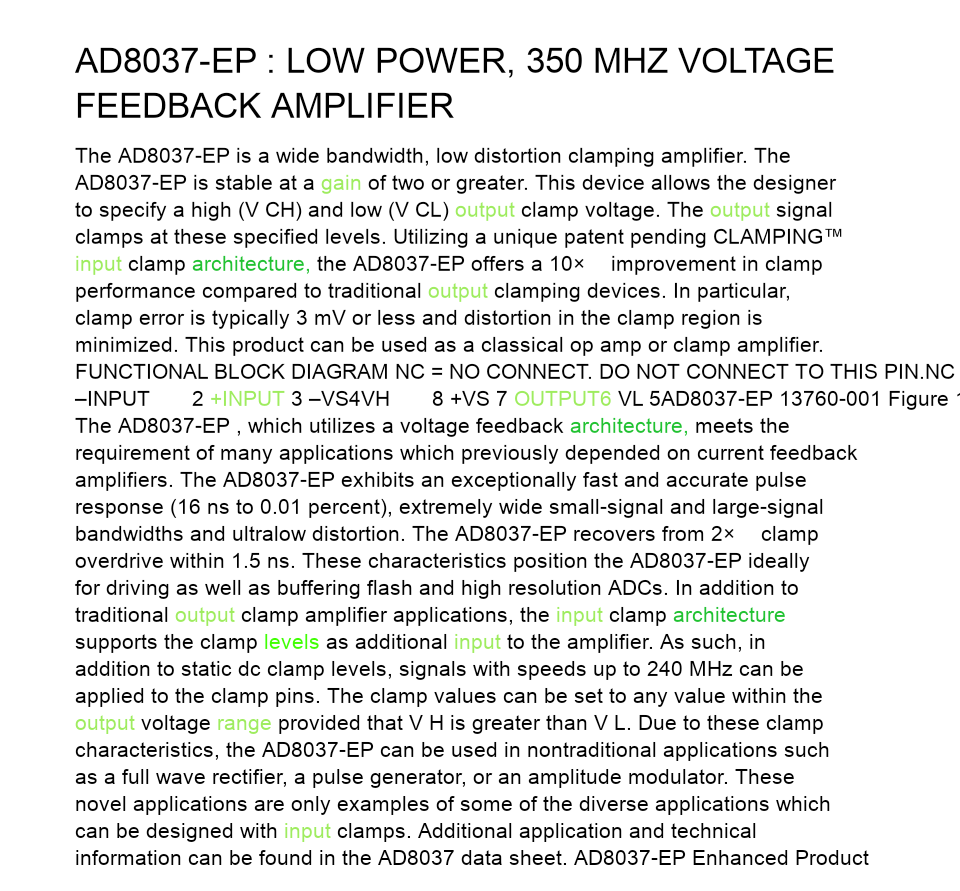 AD8037-EP : LOW POWER, 350 MHZ VOLTAGE
FEEDBACK AMPLIFIER
The AD8037-EP is a wide bandwidth, low distortion clamping amplifier. The
AD8037-EP is stable at a gain of two or greater. This device allows the designer
to specify a high (V CH) and low (V CL) output clamp voltage. The output signal
clamps at these specified levels. Utilizing a unique patent pending CLAMPING™
input clamp architecture, the AD8037-EP offers a 10× improvement in clamp
performance compared to traditional output clamping devices. In particular,
clamp error is typically 3 mV or less and distortion in the clamp region is
minimized. This product can be used as a classical op amp or clamp amplifier.
FUNCTIONAL BLOCK DIAGRAM NC = NO CONNECT. DO NOT CONNECT TO THIS PIN.NC
–INPUT 2 +INPUT 3 –VS4VH 8 +VS 7 OUTPUT6 VL 5AD8037-EP 13760-001 Figure
The AD8037-EP , which utilizes a voltage feedback architecture, meets the
requirement of many applications which previously depended on current feedback
amplifiers. The AD8037-EP exhibits an exceptionally fast and accurate pulse
response (16 ns to 0.01 percent), extremely wide small-signal and large-signal
bandwidths and ultralow distortion. The AD8037-EP recovers from 2× clamp
overdrive within 1.5 ns. These characteristics position the AD8037-EP ideally
for driving as well as buffering flash and high resolution ADCs. In addition to
traditional output clamp amplifier applications, the input clamp architecture
supports the clamp levels as additional input to the amplifier. As such, in
addition to static dc clamp levels, signals with speeds up to 240 MHz can be
applied to the clamp pins. The clamp values can be set to any value within the
output voltage range provided that V H is greater than V L. Due to these clamp
characteristics, the AD8037-EP can be used in nontraditional applications such
as a full wave rectifier, a pulse generator, or an amplitude modulator. These
novel applications are only examples of some of the diverse applications which
can be designed with input clamps. Additional application and technical
information can be found in the AD8037 data sheet. AD8037-EP Enhanced Product